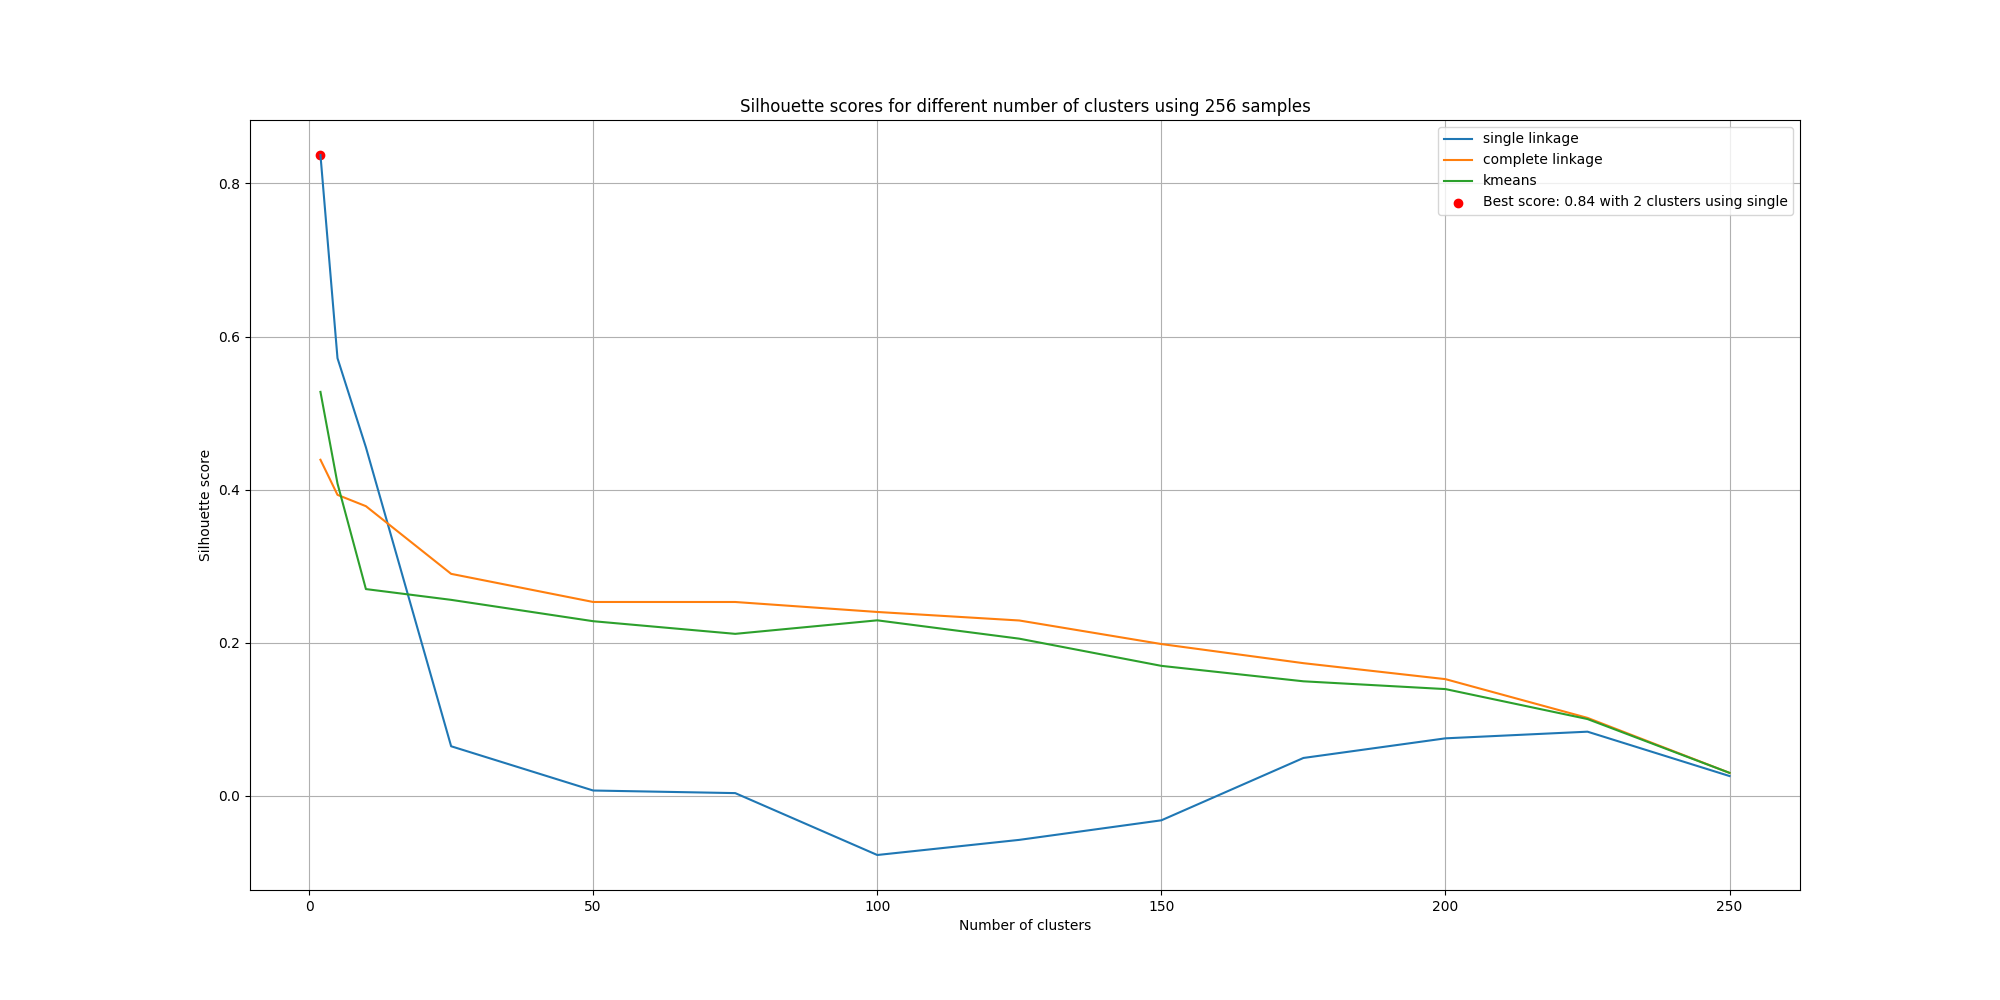 Silhouette scores for different number of clusters using 256 samples
single linkage
complete linkage
kmeans
Best score: 0.84 with 2 clusters using single
Silhouette score
0.8
0.6
0.4
0.2
0.0
0 50 100 150 200 250
Number of clusters